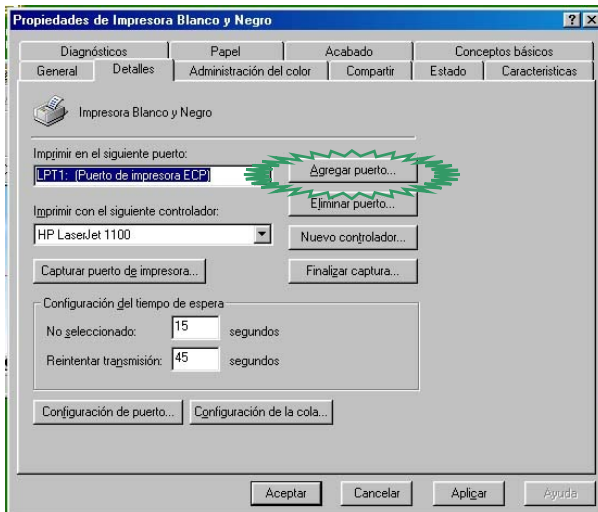 Propiedades de Impresora Blanco y Negro
Diagnósticos Papel Acabado Conceptos básicos
General Detalles Administración del color Compartir Estado Caracteristicas
Impresora Blanco y Negro
Imprimir en el siguiente puerto:
LPT1: (Puerto de impresora ECP)
Agregar puerto...
Eliminar puerto...
Imprimir con el siguiente controlador:
HP LaserJet 1100
Nuevo controlador...
Capturar puerto de impresora... Finalizar captura...
Configuración del tiempo de espera
No seleccionado: 15 segundos
Reintentar transmisión: 45 segundos
Configuración de puerto... Configuración de la cola...
Aceptar Cancelar Aplicar Ayuda